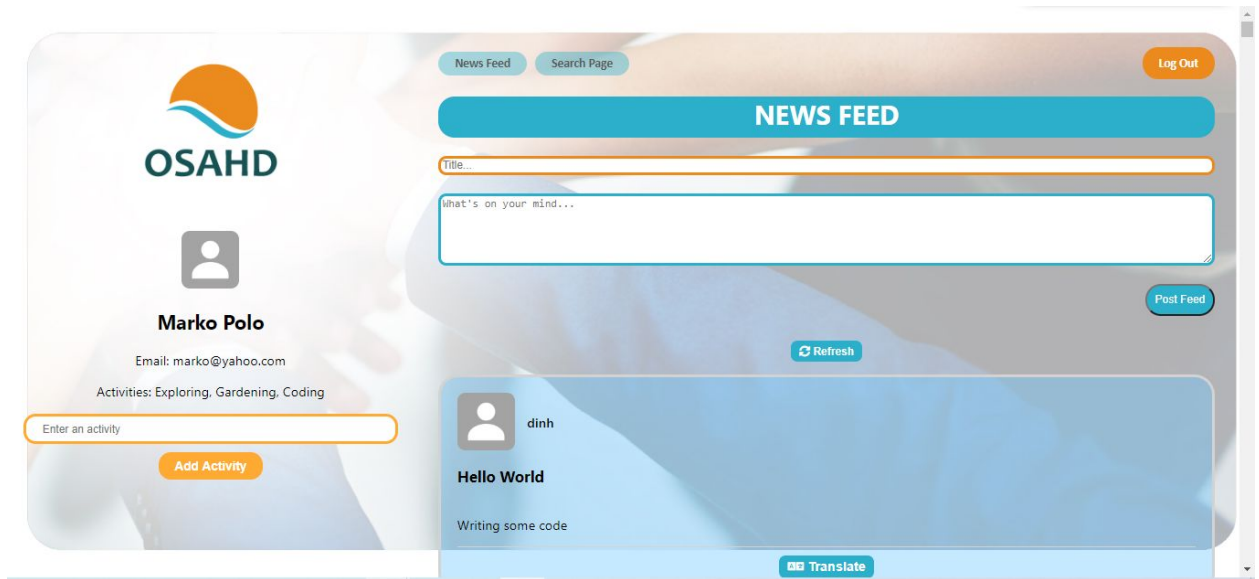 OSAHD
Marko Polo
Email: marko@yahoo.com
Activities: Exploring, Gardening, Coding
Enter an activity
Add Activity
News Feed
Search Page
Log Out
NEWS FEED
Title...
What's on your mind...
Post Feed
Refresh
dinh
Hello World
Writing some code
Translate